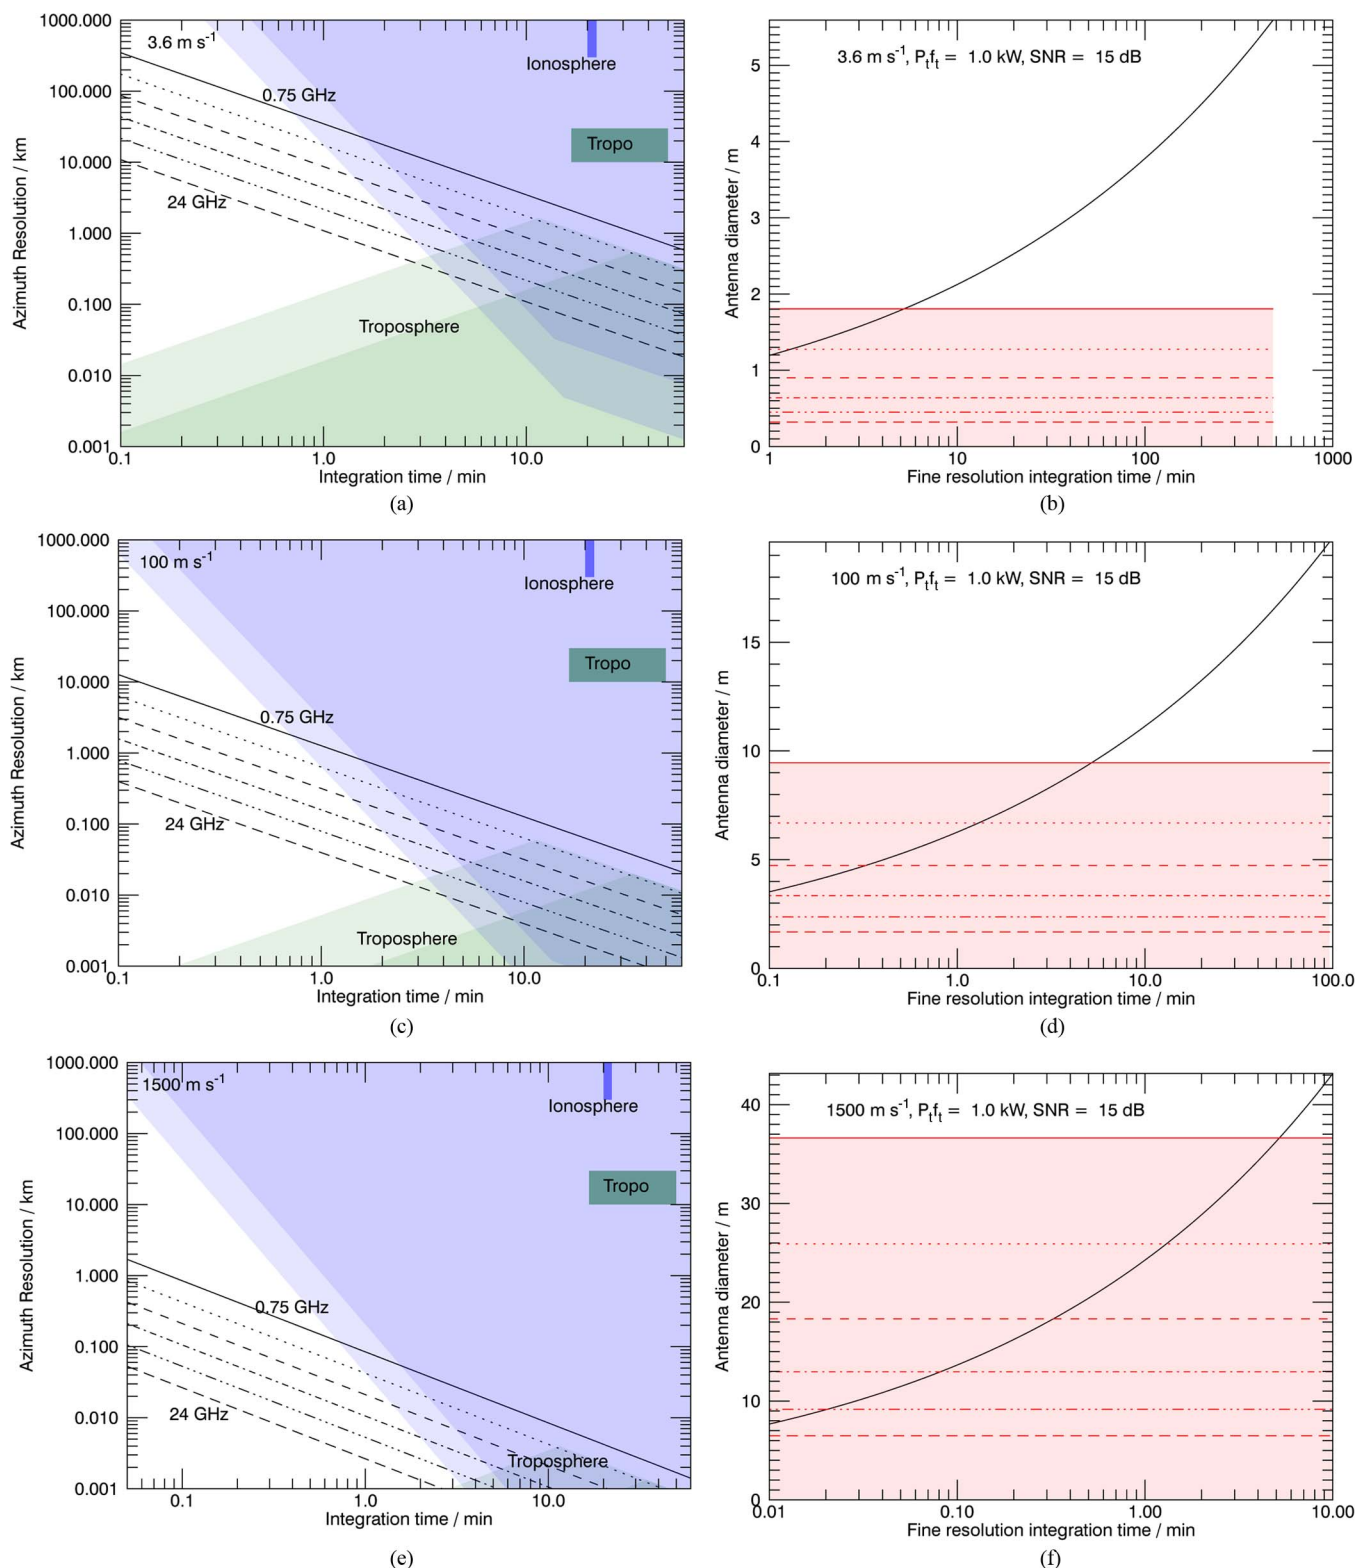 1000.000
100.000
10.000
1.000
0.100
0.010
0.001
Azimuth Resolution / km
3.6 m s-1
Ionosphere
0.75 GHz
Tropo
24 GHz
Troposphere
0.1
1.0
10.0
Integration time / min
(a)
5
4
3
2
1
0
Antenna diameter / m
3.6 m s-1, Ptft = 1.0 kW, SNR = 15 dB
1
10
100
1000
Fine resolution integration time / min
(b)
1000.000
100.000
10.000
1.000
0.100
0.010
0.001
Azimuth Resolution / km
100 m s-1
Ionosphere
Tropo
0.75 GHz
24 GHz
Troposphere
0.1
1.0
10.0
Integration time / min
(c)
15
10
5
0
Antenna diameter / m
100 m s-1, Ptft = 1.0 kW, SNR = 15 dB
0.1
1.0
10.0
100.0
Fine resolution integration time / min
(d)
1000.000
100.000
10.000
1.000
0.100
0.010
0.001
Azimuth Resolution / km
1500 m s-1
Ionosphere
Tropo
0.75 GHz
24 GHz
Troposphere
0.1
1.0
10.0
Integration time / min
(e)
40
30
20
10
0
Antenna diameter / m
1500 m s-1, Ptft = 1.0 kW, SNR = 15 dB
0.01
0.10
1.00
10.00
Fine resolution integration time / min
(f)